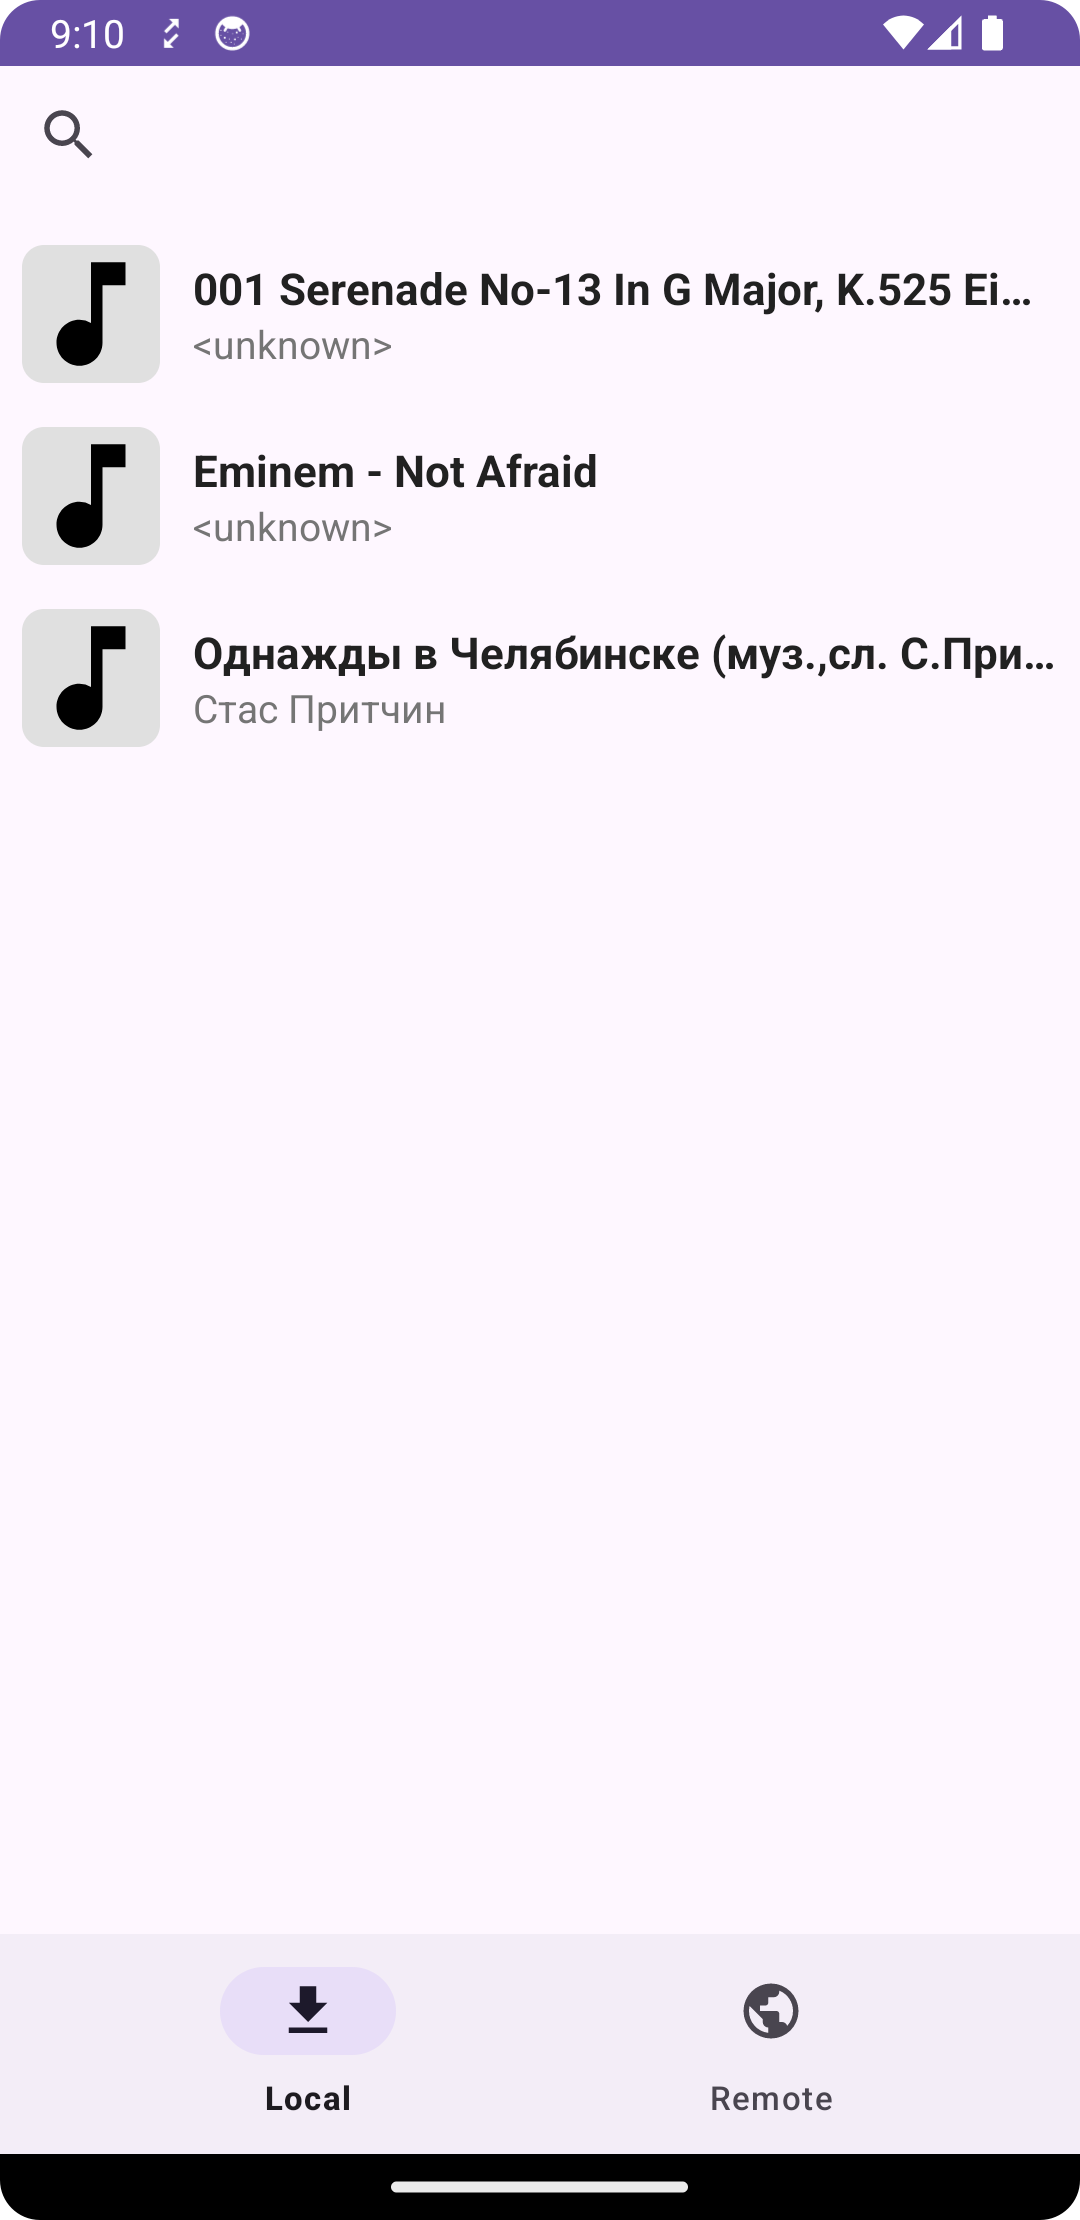 9:10
001 Serenade No-13 In G Major, K.525 Ei…
<unknown>
Eminem - Not Afraid
<unknown>
Однажды в Челябинске (муз.,сл. С.При…
Стас Притчин
Local
Remote